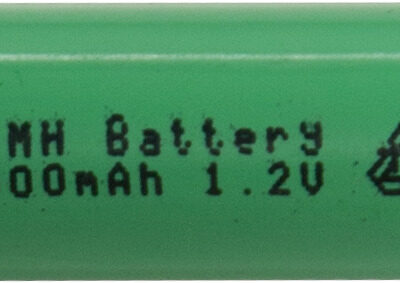 MH Battery
00mAh 1.2V